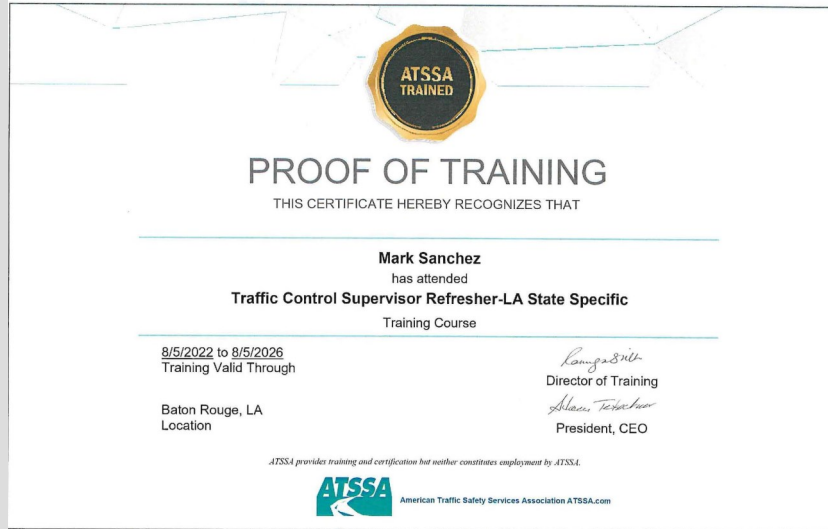 ATSSA
TRAINED
PROOF OF TRAINING
THIS CERTIFICATE HEREBY RECOGNIZES THAT
Mark Sanchez
has attended
Traffic Control Supervisor Refresher-LA State Specific
Training Course
8/5/2022 to 8/5/2026
Training Valid Through
Director of Training
Baton Rouge, LA
Location
President, CEO
ATSSA provides training and certification but neither constitutes employment by ATSSA.
ATSSA
American Traffic Safety Services Association ATSSA.com